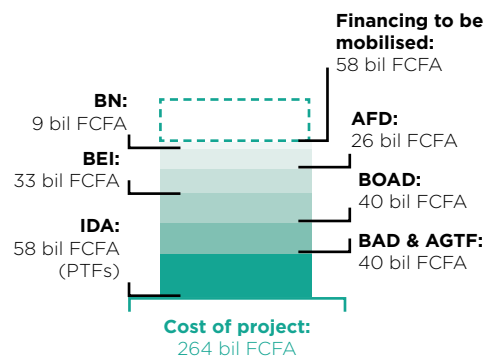 Financing to be
mobilised:
58 bil FCFA
BN:
9 bil FCFA
AFD:
26 bil FCFA
BEI:
33 bil FCFA
BOAD:
40 bil FCFA
IDA:
58 bil FCFA
(PTFs)
BAD & AGTF:
40 bil FCFA
Cost of project:
264 bil FCFA